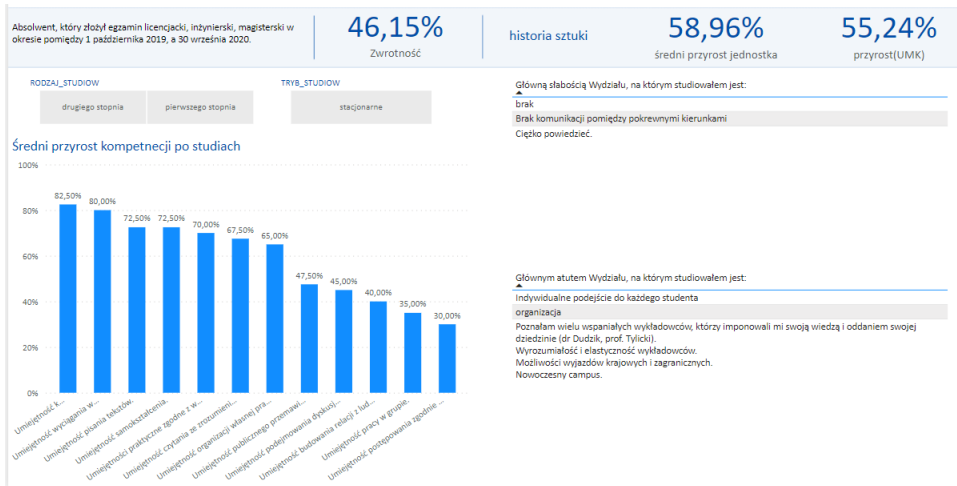 Absolwent, który złożył egzamin licencjacki, inżynierski, magisterski w
okresie pomiędzy 1 października 2019, a 30 września 2020.
46,15%
Zwrotność
historia sztuki
58,96%
średni przyrost jednostka
55,24%
przyrost(UMK)
RODZAJ_STUDIOW
drugiego stopnia
pierwszego stopnia
TRYB_STUDIOW
stacjonarne
Średni przyrost kompetnecji po studiach
100%
80%
60%
40%
20%
0%
82,50%
80,00%
72,50%
72,50%
70,00%
67,50%
65,00%
47,50%
45,00%
40,00%
35,00%
30,00%
Umiejętność k...
Umiejętność wyciągania w...
Umiejętność pisania tekstów.
Umiejętność samokształcenia.
Umiejętności praktyczne zgodne z w...
Umiejętność czytania ze zrozumieni...
Umiejętność organizacji własnej pra...
Umiejętność publicznego przemawi...
Umiejętność podejmowania dyskusj...
Umiejętność budowania relacji z lud...
Umiejętność pracy w grupie.
Umiejętność postępowania zgodnie ...
Główną słabością Wydziału, na którym studiowałem jest:
brak
Brak komunikacji pomiędzy pokrewnymi kierunkami
Ciężko powiedzieć.
Głównym atutem Wydziału, na którym studiowałem jest:
Indywidualne podejście do każdego studenta
organizacja
Poznałam wielu wspaniałych wykładowców, którzy imponowali mi swoją wiedzą i oddaniem swojej
dziedzinie (dr Dudzik, prof. Tylicki).
Wyrozumiałość i elastyczność wykładowców.
Możliwości wyjazdów krajowych i zagranicznych.
Nowoczesny campus.